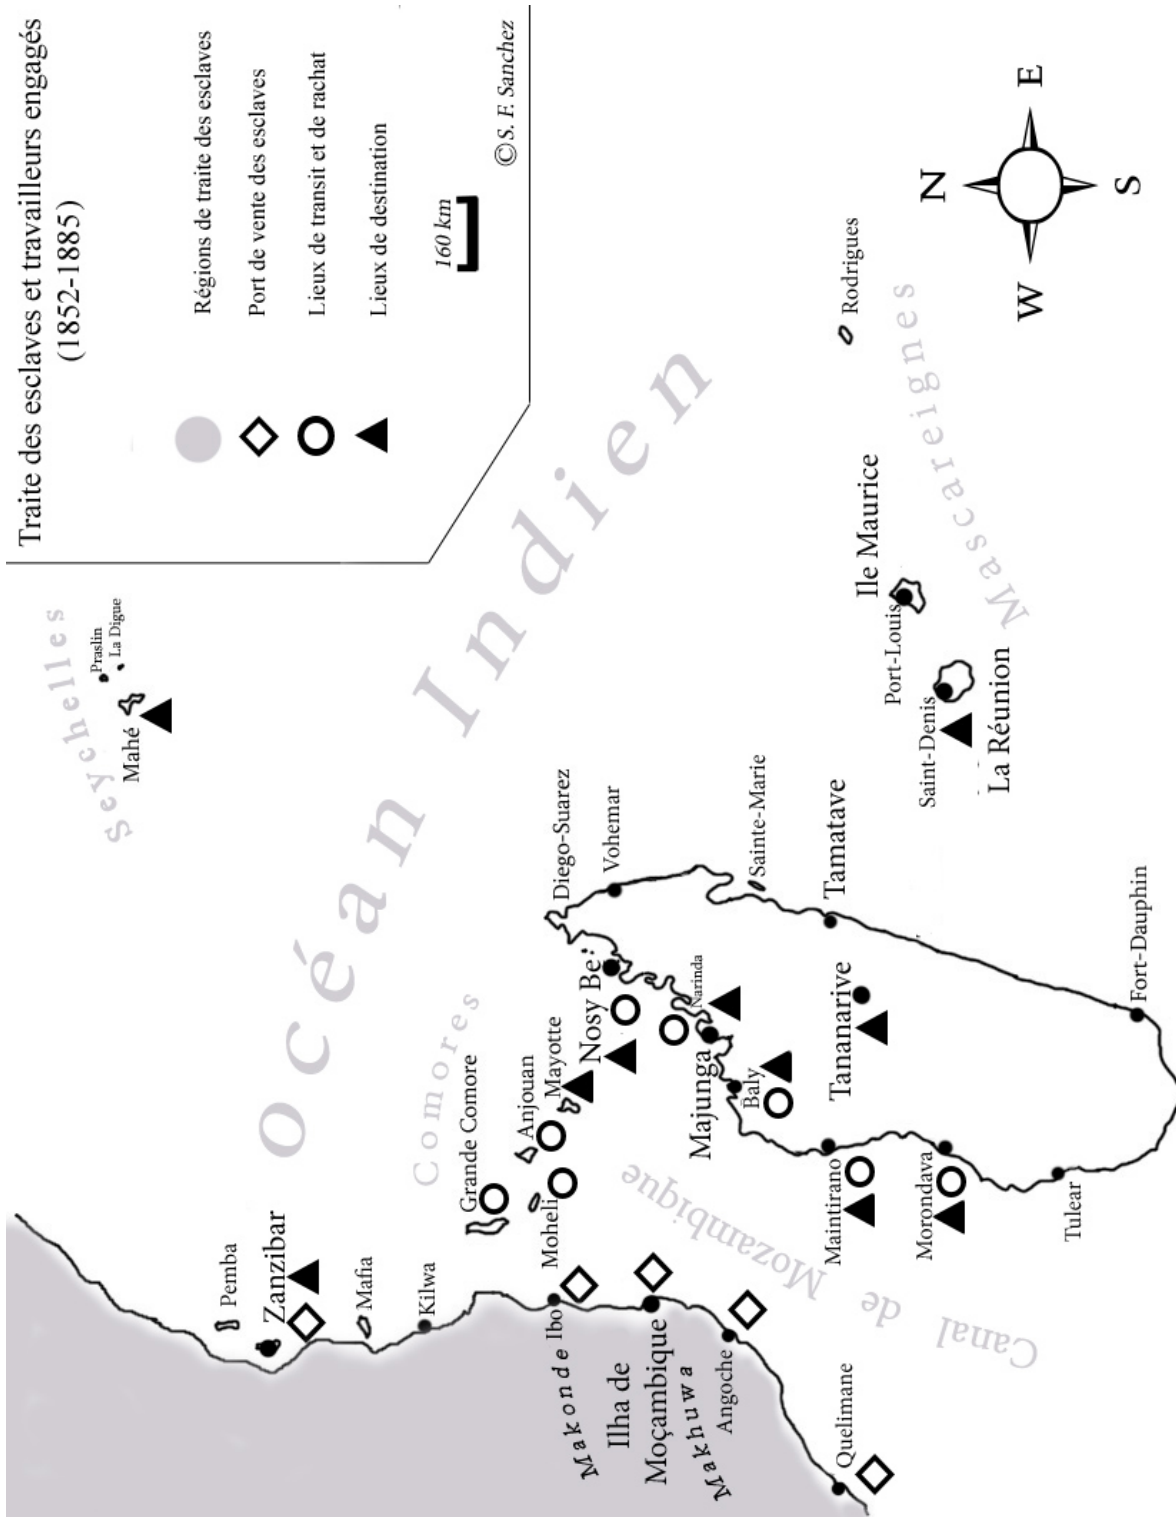 Traite des esclaves et travailleurs engagés
(1852-1885)
Régions de traite des esclaves
Port de vente des esclaves
Lieux de transit et de rachat
Lieux de destination
160 km
© S. F. Sanchez
Seychelles
Praslin
La Digue
Mahé
Océan Indien
Pemba
Zanzibar
Mafia
Kilwa
Comores
Grande Comore
Anjouan
Mayotte
Moheli
Makonde
Ibo
Ilha de
Moçambique
Makhuwa
Angoche
Quelimane
Canal de Mozambique
Diego-Suarez
Vohemar
Nosy Be
Narinda
Majunga
Baly
Sainte-Marie
Tamatave
Tananarive
Maintirano
Morondava
Tulear
Fort-Dauphin
Ile Maurice
Port-Louis
Saint-Denis
La Réunion
Mascareignes
Rodrigues
N
W
E
S